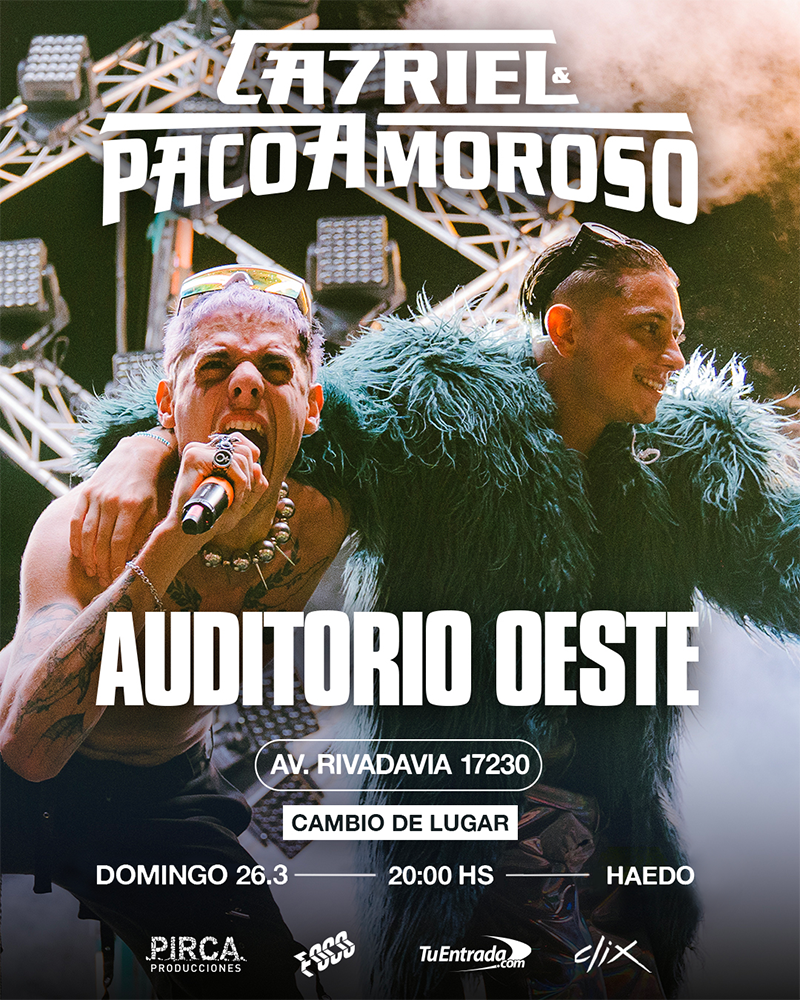 CA7RIEL &
PACO AMOROSO
AUDITORIO OESTE
AV. RIVADAVIA 17230
CAMBIO DE LUGAR
DOMINGO 26.3 20:00 HS HAEDO
PIRCA
PRODUCCIONES
FOCO
TuEntrada.com
cliX